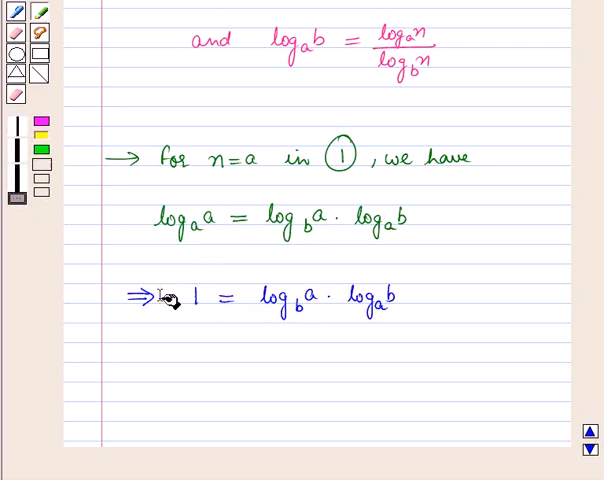 and log_a b = log_a n / log_b n
→ For n = a in ①, we have
log_a a = log_b a · log_a b
⇒ 1 = log_b a · log_a b